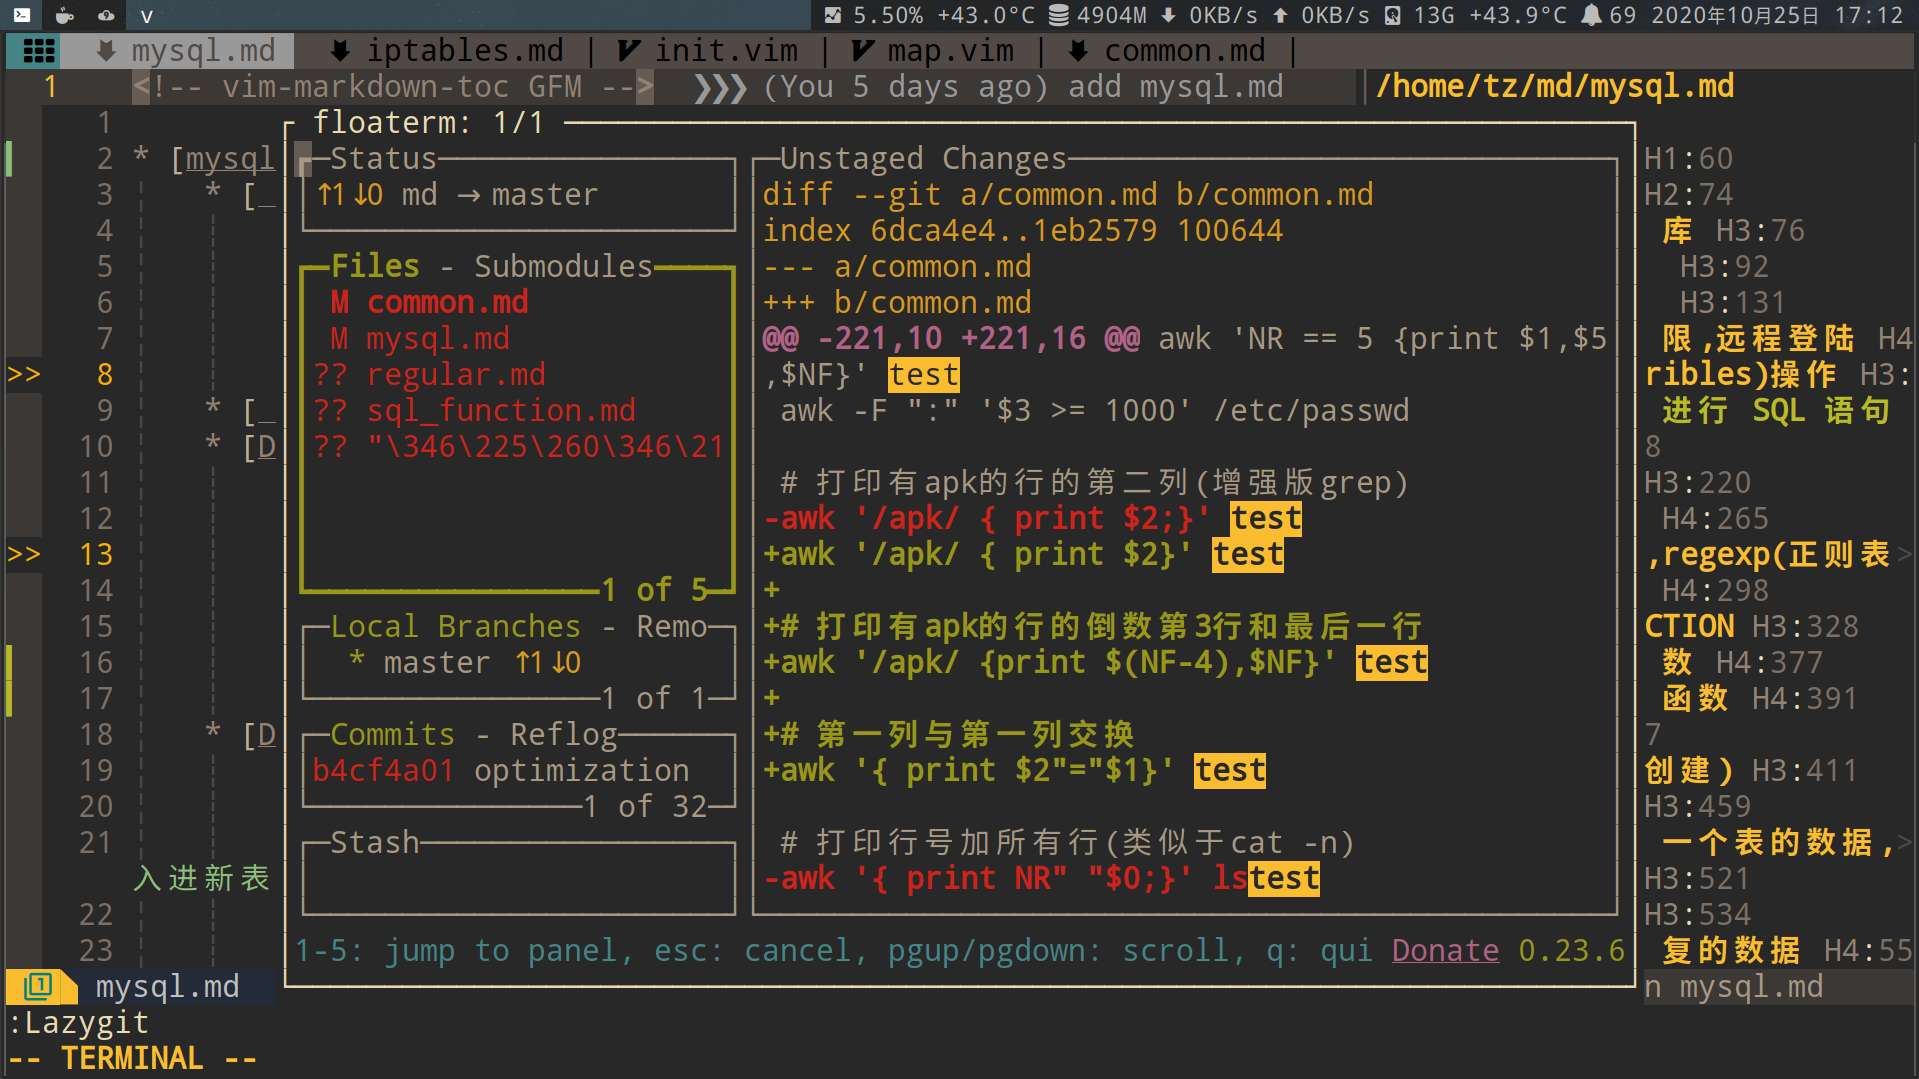 v 5.50% +43.0°C 4904M 0KB/s 0KB/s 13G +43.9°C 69 2020年10月25日 17:12
mysql.md iptables.md | init.vim | map.vim | common.md |
1 <!-- vim-markdown-toc GFM --> ❯❯❯ (You 5 days ago) add mysql.md
/home/tz/md/mysql.md
1
2 * [mysql
3 * [_
4
5
6
7
>> 8
9 * [_
10 * [D
11
12
>> 13
14
15
16
17
18 * [D
19
20
21
入进新表
22
23
floaterm: 1/1
Status
↑1↓0 md → master
Files - Submodules
M common.md
M mysql.md
?? regular.md
?? sql_function.md
?? "\346\225\260\346\21
1 of 5
Local Branches - Remo
* master ↑1↓0
1 of 1
Commits - Reflog
b4cf4a01 optimization
1 of 32
Stash
Unstaged Changes
diff --git a/common.md b/common.md
index 6dca4e4..1eb2579 100644
--- a/common.md
+++ b/common.md
@@ -221,10 +221,16 @@ awk 'NR == 5 {print $1,$5
,$NF}' test
awk -F ":" '$3 >= 1000' /etc/passwd
# 打印有apk的行的第二列(增强版grep)
-awk '/apk/ { print $2;}' test
+awk '/apk/ { print $2}' test
+
+# 打印有apk的行的倒数第3行和最后一行
+awk '/apk/ {print $(NF-4),$NF}' test
+
+# 第一列与第一列交换
+awk '{ print $2"="$1}' test
# 打印行号加所有行(类似于cat -n)
-awk '{ print NR" "$0;}' lstest
1-5: jump to panel, esc: cancel, pgup/pgdown: scroll, q: qui Donate 0.23.6
H1:60
H2:74
库 H3:76
H3:92
H3:131
限,远程登陆 H4
ribles)操作 H3:
进行 SQL 语句
8
H3:220
H4:265
,regexp(正则表>
H4:298
CTION H3:328
数 H4:377
函数 H4:391
7
创建) H3:411
H3:459
一个表的数据,>
H3:521
H3:534
复的数据 H4:55
1 mysql.md
n mysql.md
:Lazygit
-- TERMINAL --